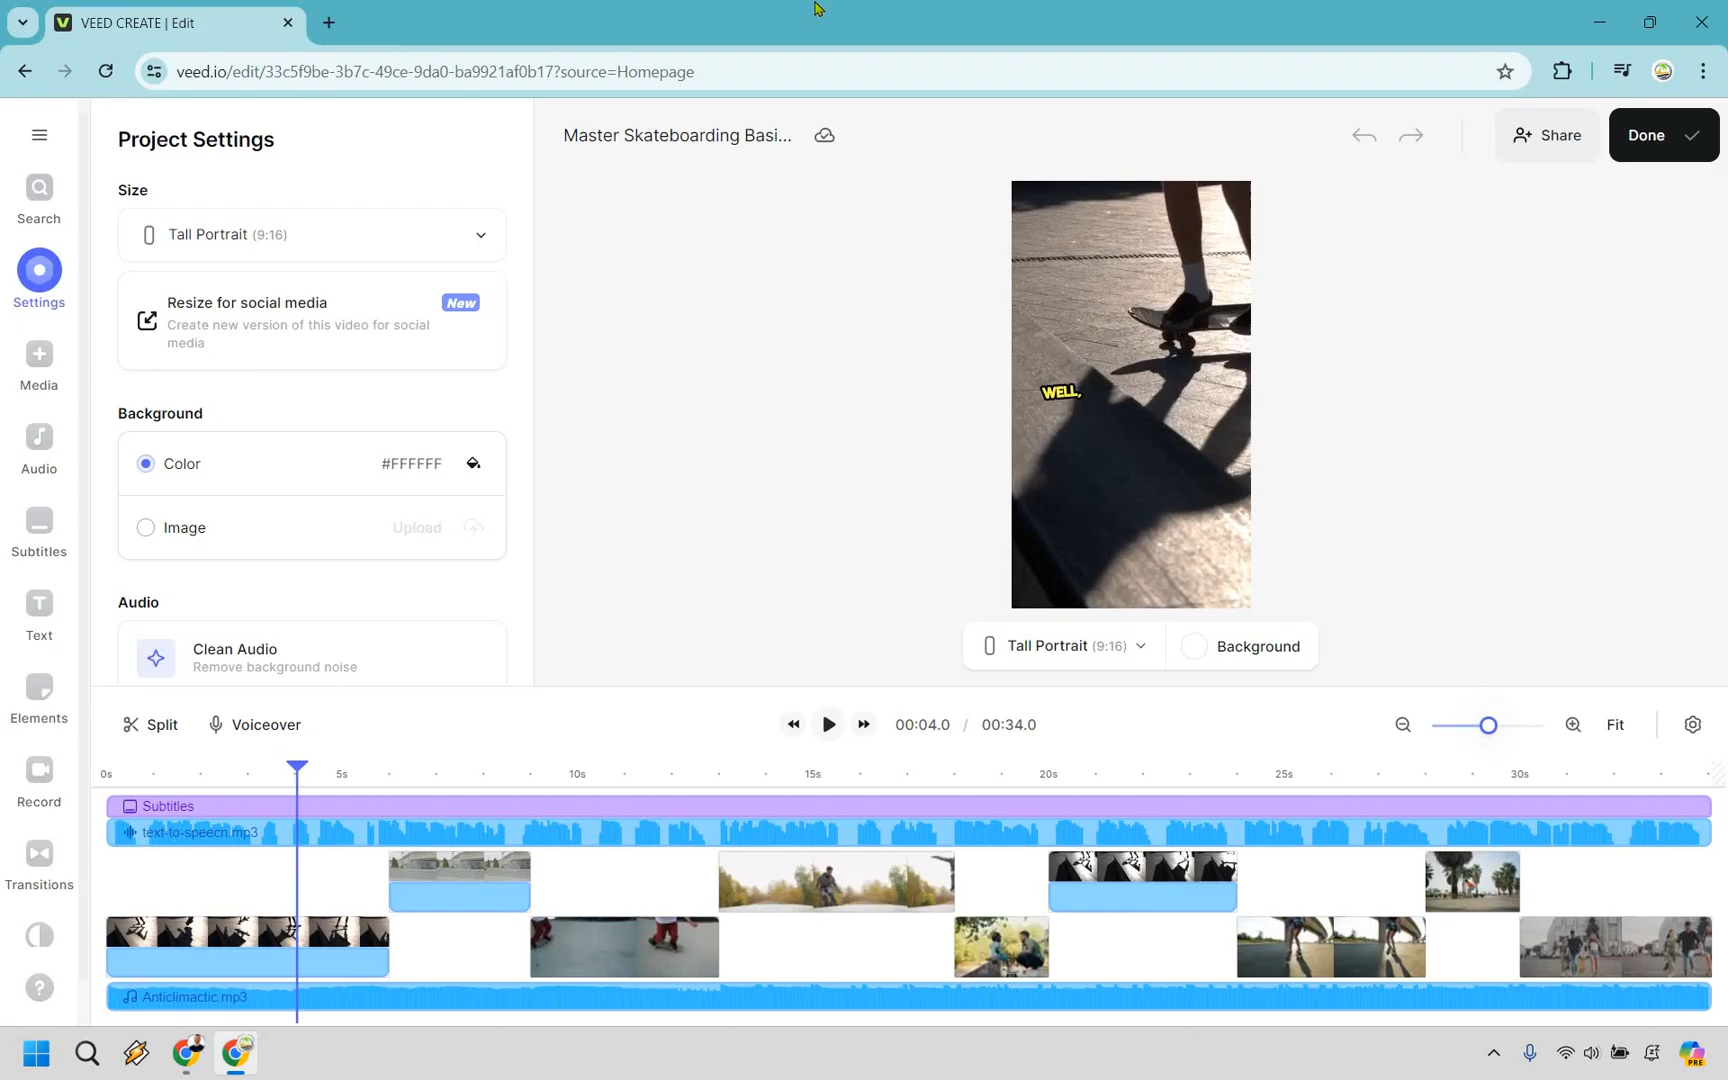 VEED CREATE | Edit
veed.io/edit/33c5f9be-3b7c-49ce-9da0-ba9921af0b17?source=Homepage
Project Settings
Master Skateboarding Basi...
Share
Done
Size
Search
Tall Portrait (9:16)
Settings
Resize for social media
New
Create new version of this video for social
media
Media
WELL,
Background
Audio
Color
#FFFFFF
Image
Upload
Subtitles
Audio
Text
Clean Audio
Remove background noise
Tall Portrait (9:16)
Background
Elements
Split
Voiceover
00:04.0 / 00:34.0
Fit
0s
5s
10s
15s
20s
25s
30s
Record
Subtitles
text-to-speech.mp3
Transitions
Anticlimactic.mp3
PRE